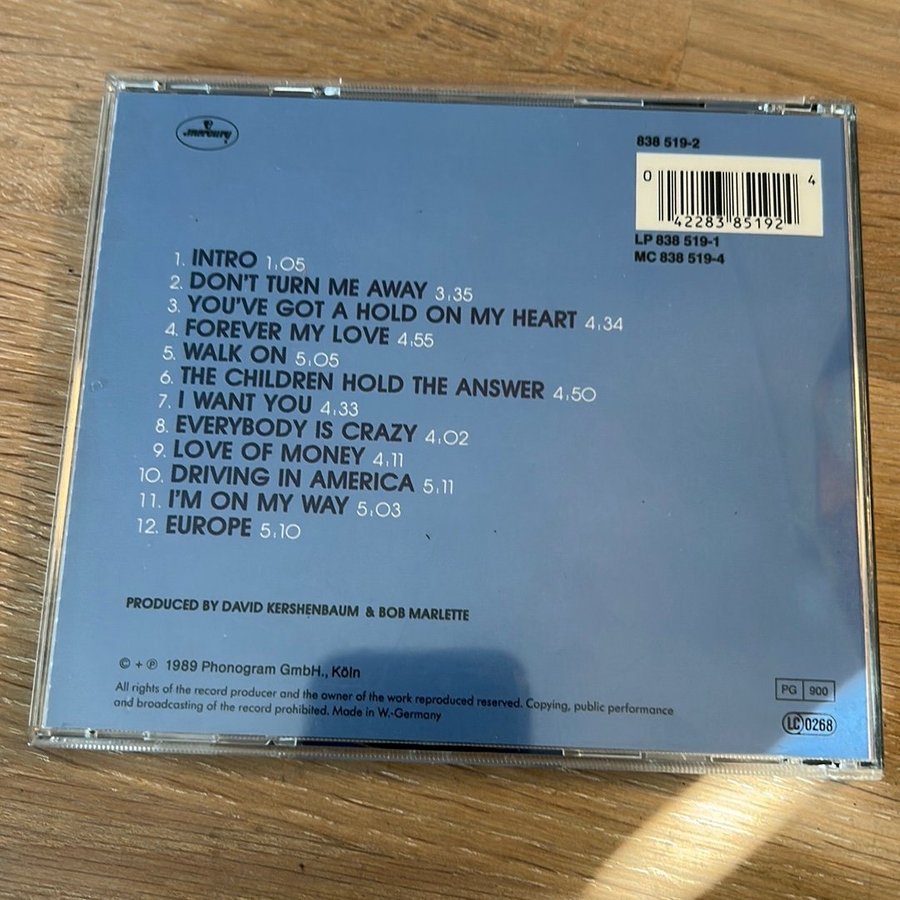 mercury
838 519-2
0 42283 85192 4
LP 838 519-1
MC 838 519-4
1. INTRO 1:05
2. DON'T TURN ME AWAY 3:35
3. YOU'VE GOT A HOLD ON MY HEART 4:34
4. FOREVER MY LOVE 4:55
5. WALK ON 5:05
6. THE CHILDREN HOLD THE ANSWER 4:50
7. I WANT YOU 4:33
8. EVERYBODY IS CRAZY 4:02
9. LOVE OF MONEY 4:11
10. DRIVING IN AMERICA 5:11
11. I'M ON MY WAY 5:03
12. EUROPE 5:10
PRODUCED BY DAVID KERSHENBAUM & BOB MARLETTE
© + ℗ 1989 Phonogram GmbH., Köln
All rights of the record producer and the owner of the work reproduced reserved. Copying, public performance
and broadcasting of the record prohibited. Made in W.-Germany
PG 900
LC 0268